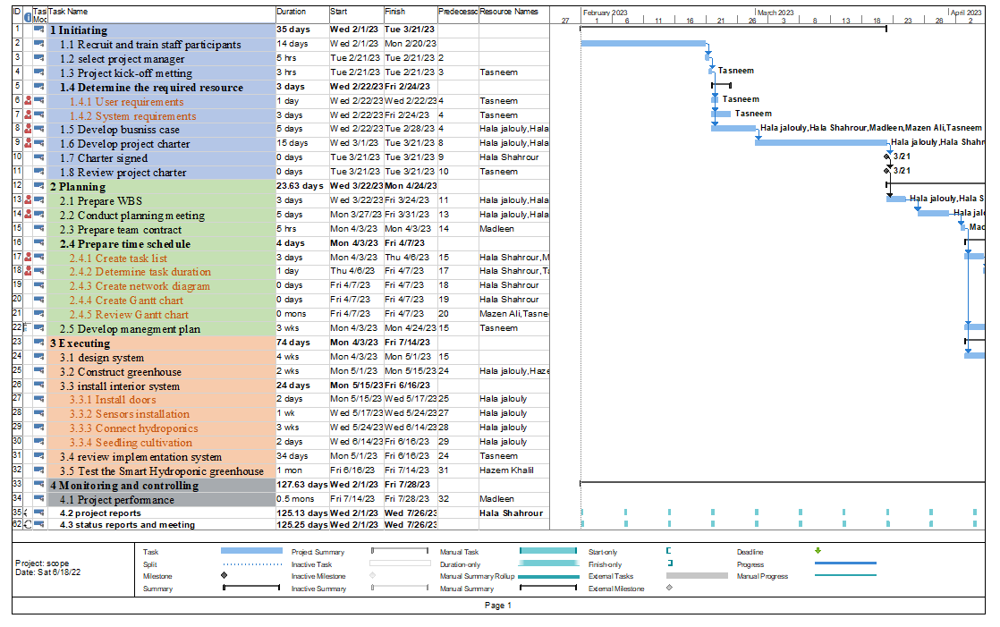 ID Task Mod Task Name Duration Start Finish Predecesso Resource Names
February 2023 March 2023 April 2023
27 1 6 11 16 21 26 3 8 13 18 23 28 2
1 1 Initiating 35 days Wed 2/1/23 Tue 3/21/23
2 1.1 Recruit and train staff participants 14 days Wed 2/1/23 Mon 2/20/23
3 1.2 select project manager 5 hrs Tue 2/21/23 Tue 2/21/23 2
4 1.3 Project kick-off metting 3 hrs Tue 2/21/23 Tue 2/21/23 3 Tasneem Tasneem
5 1.4 Determine the required resource 3 days Wed 2/22/23 Fri 2/24/23
6 1.4.1 User requirements 1 day Wed 2/22/23 Wed 2/22/23 4 Tasneem Tasneem
7 1.4.2 System requirements 3 days Wed 2/22/23 Fri 2/24/23 4 Tasneem Tasneem
8 1.5 Develop busniss case 5 days Wed 2/22/23 Tue 2/28/23 4 Hala jalouly,Hala Hala jalouly,Hala Shahrour,Madleen,Mazen Ali,Tasneem
9 1.6 Develop project charter 15 days Wed 3/1/23 Tue 3/21/23 8 Hala jalouly,Hala Hala jalouly,Hala Shahr
10 1.7 Charter signed 0 days Tue 3/21/23 Tue 3/21/23 9 Hala Shahrour 3/21
11 1.8 Review project charter 0 days Tue 3/21/23 Tue 3/21/23 10 Tasneem 3/21
12 2 Planning 23.63 days Wed 3/22/23 Mon 4/24/23
13 2.1 Prepare WBS 3 days Wed 3/22/23 Fri 3/24/23 11 Hala jalouly,Hala Hala jalouly,Hala S
14 2.2 Conduct planning meeting 5 days Mon 3/27/23 Fri 3/31/23 13 Hala jalouly,Hala Hala jal
15 2.3 Prepare team contract 5 hrs Mon 4/3/23 Mon 4/3/23 14 Madleen Mad
16 2.4 Prepare time schedule 4 days Mon 4/3/23 Fri 4/7/23
17 2.4.1 Create task list 3 days Mon 4/3/23 Thu 4/6/23 15 Hala Shahrour,M
18 2.4.2 Determine task duration 1 day Thu 4/6/23 Fri 4/7/23 17 Hala Shahrour,Ta
19 2.4.3 Create network diagram 0 days Fri 4/7/23 Fri 4/7/23 18 Hala Shahrour
20 2.4.4 Create Gantt chart 0 days Fri 4/7/23 Fri 4/7/23 19 Hala Shahrour
21 2.4.5 Review Gantt chart 0 mons Fri 4/7/23 Fri 4/7/23 20 Mazen Ali,Tasnee
22 2.5 Develop managment plan 3 wks Mon 4/3/23 Mon 4/24/23 15 Tasneem
23 3 Executing 74 days Mon 4/3/23 Fri 7/14/23
24 3.1 design system 4 wks Mon 4/3/23 Mon 5/1/23 15
25 3.2 Construct greenhouse 2 wks Mon 5/1/23 Mon 5/15/23 24 Hala jalouly,Haze
26 3.3 install interior system 24 days Mon 5/15/23 Fri 6/16/23
27 3.3.1 Install doors 2 days Mon 5/15/23 Wed 5/17/23 25 Hala jalouly
28 3.3.2 Sensors installation 1 wk Wed 5/17/23 Wed 5/24/23 27 Hala jalouly
29 3.3.3 Connect hydroponics 3 wks Wed 5/24/23 Wed 6/14/23 28 Hala jalouly
30 3.3.4 Seedling cultivation 2 days Wed 6/14/23 Fri 6/16/23 29 Hala jalouly
31 3.4 review implementation system 34 days Mon 5/1/23 Fri 6/16/23 24 Tasneem
32 3.5 Test the Smart Hydroponic greenhouse 1 mon Fri 6/16/23 Fri 7/14/23 31 Hazem Khalil
33 4 Monitoring and controlling 127.63 days Wed 2/1/23 Fri 7/28/23
34 4.1 Project performance 0.5 mons Fri 7/14/23 Fri 7/28/23 32 Madleen
35 4.2 project reports 125.13 days Wed 2/1/23 Wed 7/26/23 Hala Shahrour
62 4.3 status reports and meeting 125.25 days Wed 2/1/23 Wed 7/26/23
Project: scope
Date: Sat 6/18/22
Task Project Summary Manual Task Start-only Deadline
Split Inactive Task Duration-only Finish-only Progress
Milestone Inactive Milestone Manual Summary Rollup External Tasks Manual Progress
Summary Inactive Summary Manual Summary External Milestone
Page 1